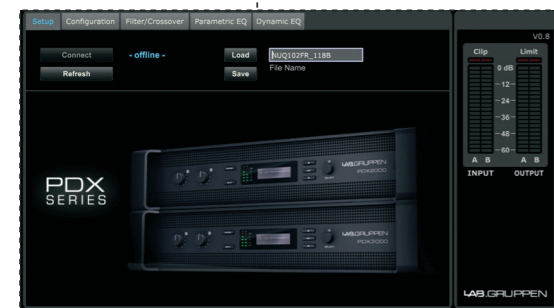 Setup Configuration Filter/Crossover Parametric EQ Dynamic EQ
V0.8
Connect - offline - Load NUQ102FR_118B
File Name
Refresh Save
Clip Limit
0 dB
-12-
-24-
-36-
-48-
-60-
A B A B
INPUT OUTPUT
PDX
SERIES
LAB.GRUPPEN
PDX2000
LAB.GRUPPEN
PDX3000
LAB.GRUPPEN